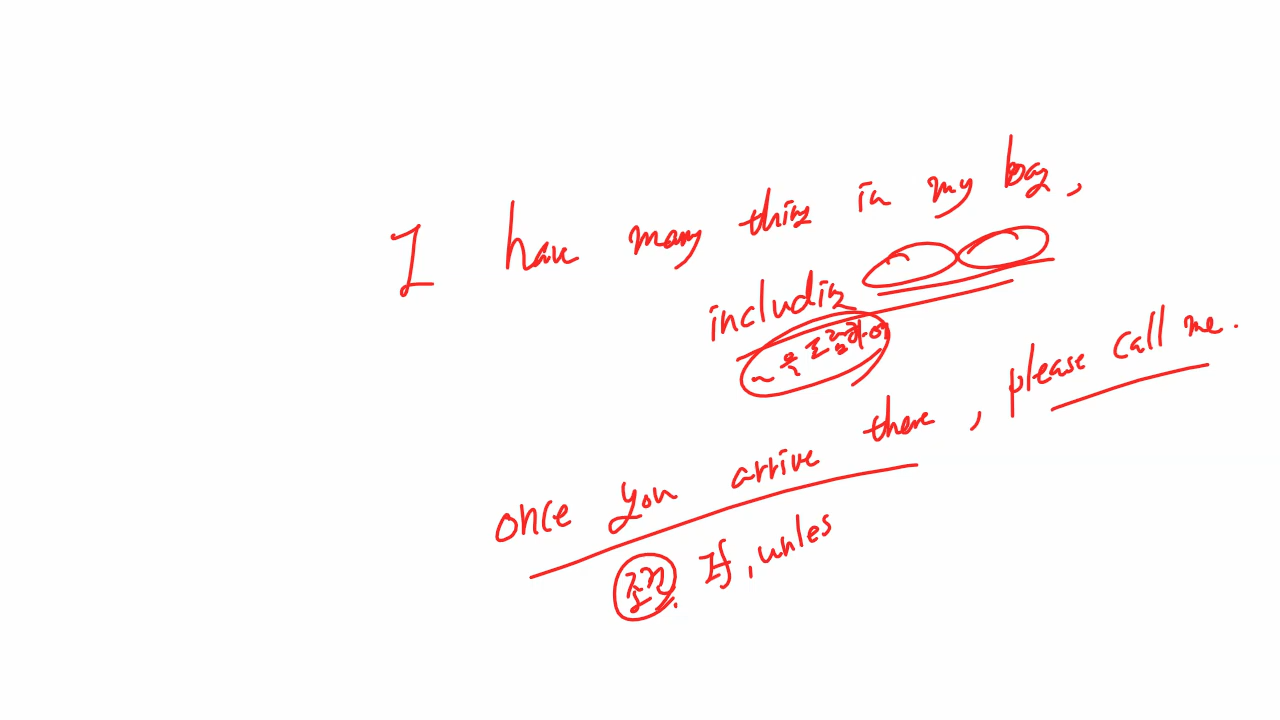 I have many thing in my bag,
including
~을 포함하여
once you arrive there, please call me.
조건. If, unles